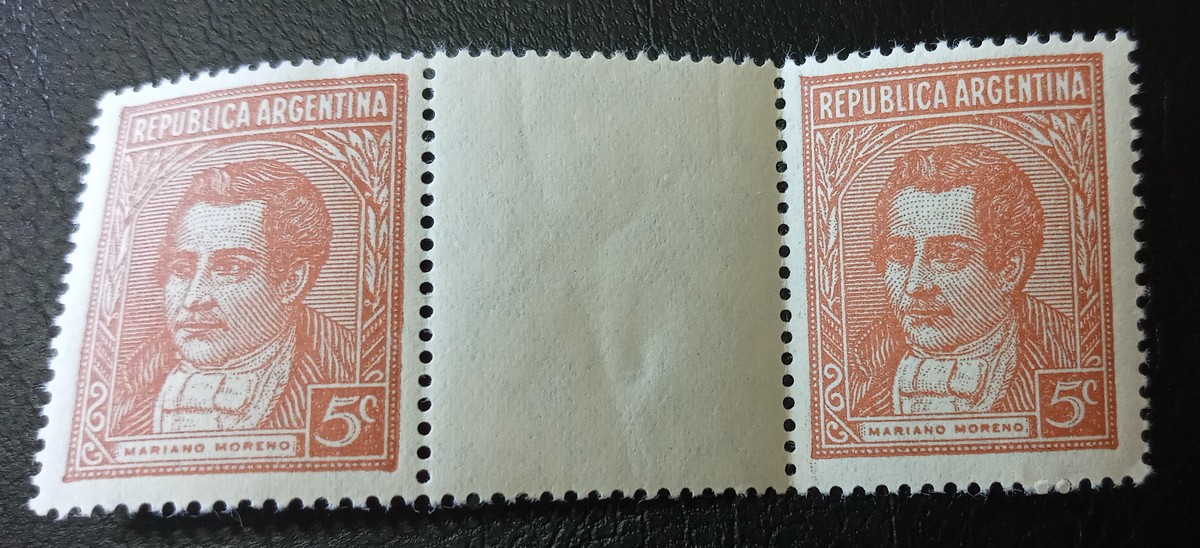 REPUBLICA ARGENTINA
5c
MARIANO MORENO
REPUBLICA ARGENTINA
5c
MARIANO MORENO